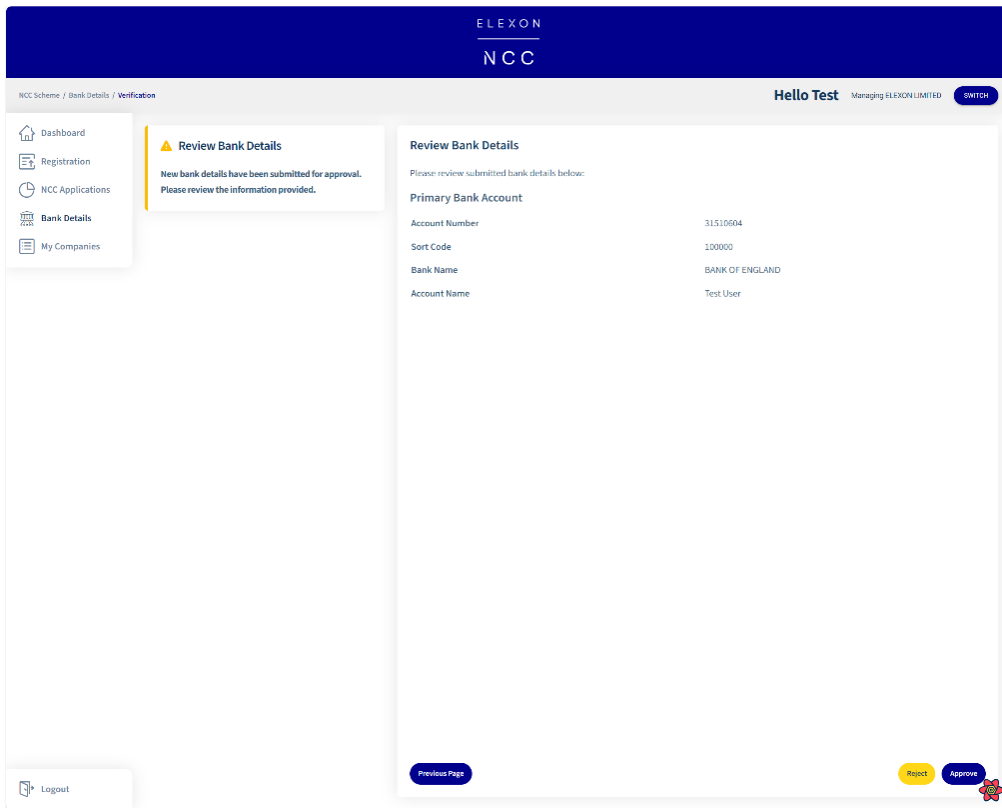 ELEXON
NCC
NCC Scheme / Bank Details / Verification
Hello Test
Managing ELEXON LIMITED
SWITCH
Dashboard
Registration
NCC Applications
Bank Details
My Companies
Review Bank Details
New bank details have been submitted for approval.
Please review the information provided.
Review Bank Details
Please review submitted bank details below:
Primary Bank Account
Account Number 31510604
Sort Code 100000
Bank Name BANK OF ENGLAND
Account Name Test User
Previous Page
Reject
Approve
Logout